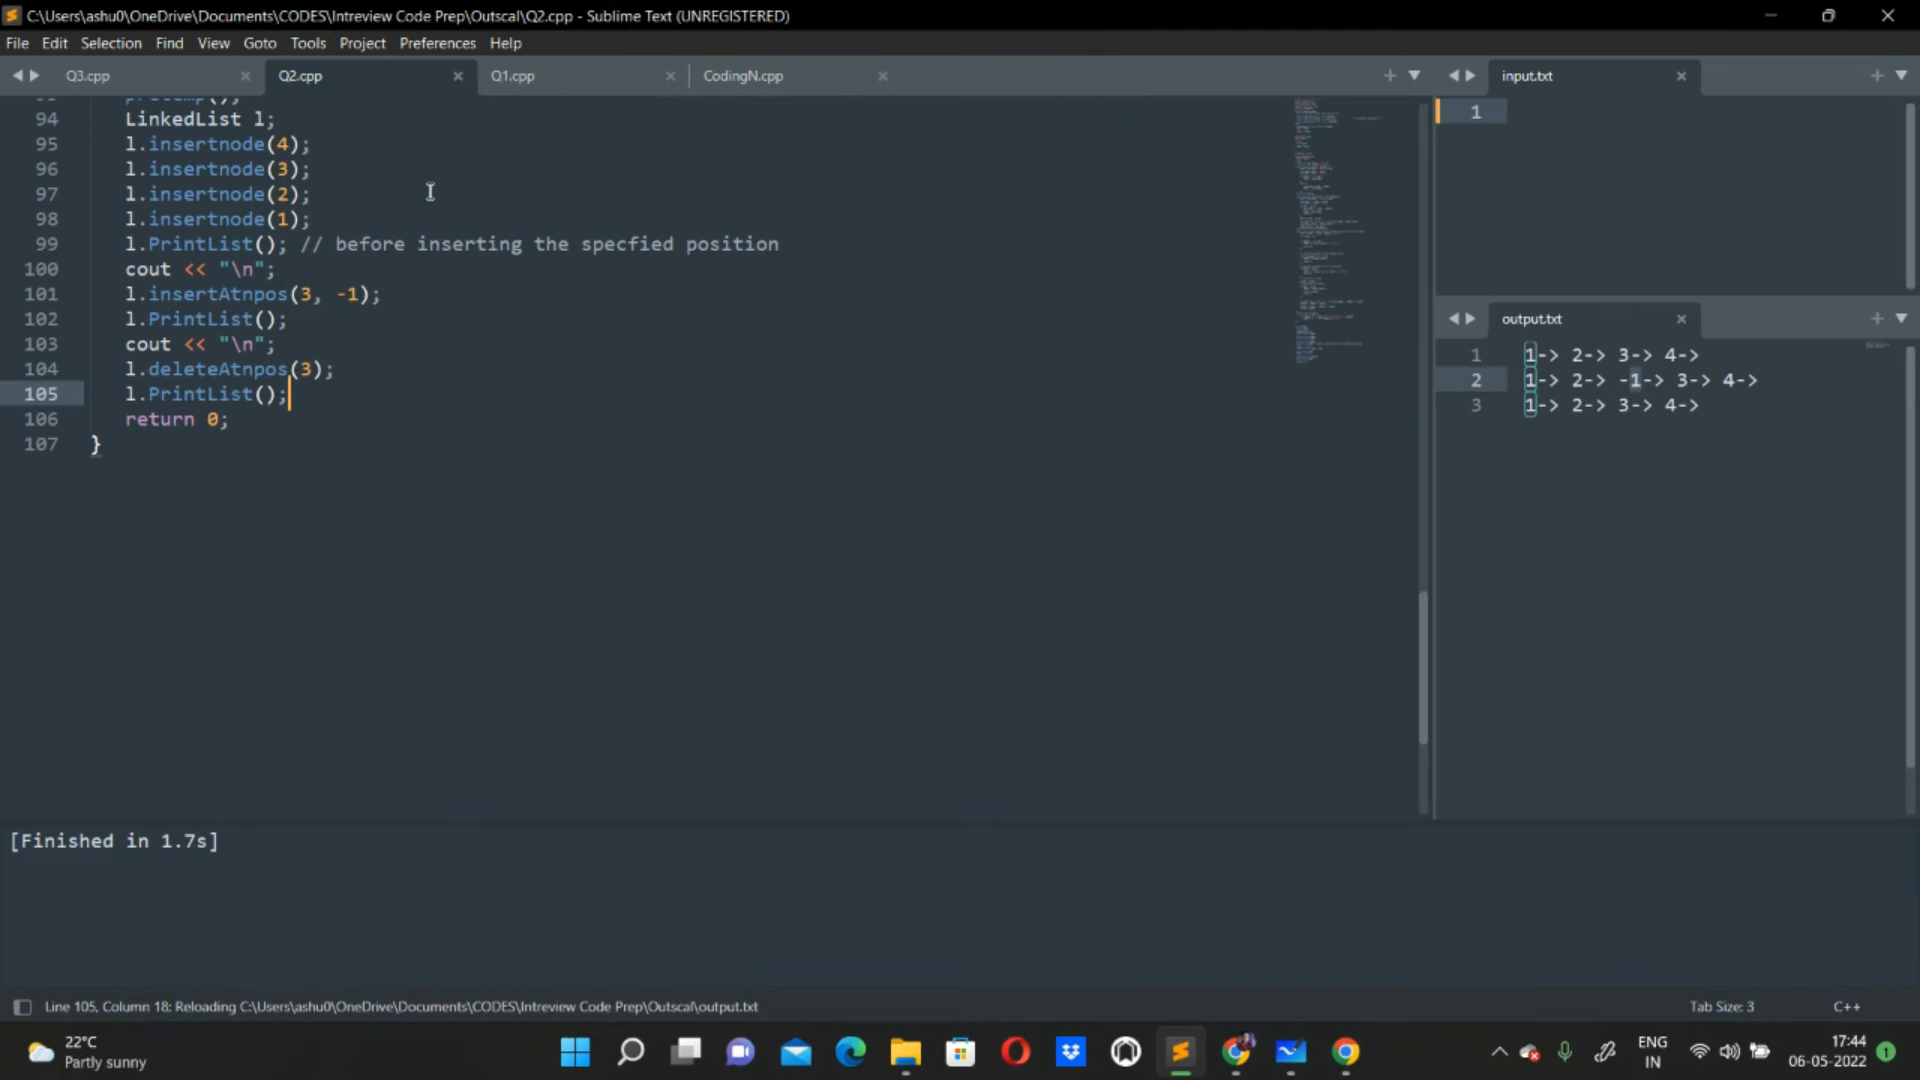 C:\Users\ashu0\OneDrive\Documents\CODES\Intreview Code Prep\Outscal\Q2.cpp - Sublime Text (UNREGISTERED)
File Edit Selection Find View Goto Tools Project Preferences Help
Q3.cpp Q2.cpp Q1.cpp CodingN.cpp
94 LinkedList l;
95 l.insertnode(4);
96 l.insertnode(3);
97 l.insertnode(2);
98 l.insertnode(1);
99 l.PrintList(); // before inserting the specfied position
100 cout << "\n";
101 l.insertAtnpos(3, -1);
102 l.PrintList();
103 cout << "\n";
104 l.deleteAtnpos(3);
105 l.PrintList();
106 return 0;
107 }
input.txt
1
output.txt
1 1-> 2-> 3-> 4->
2 1-> 2-> -1-> 3-> 4->
3 1-> 2-> 3-> 4->
[Finished in 1.7s]
Line 105, Column 18; Reloading C:\Users\ashu0\OneDrive\Documents\CODES\Intreview Code Prep\Outscal\output.txt
Tab Size: 3 C++
22°C
Partly sunny
ENG
IN
17:44
06-05-2022
1